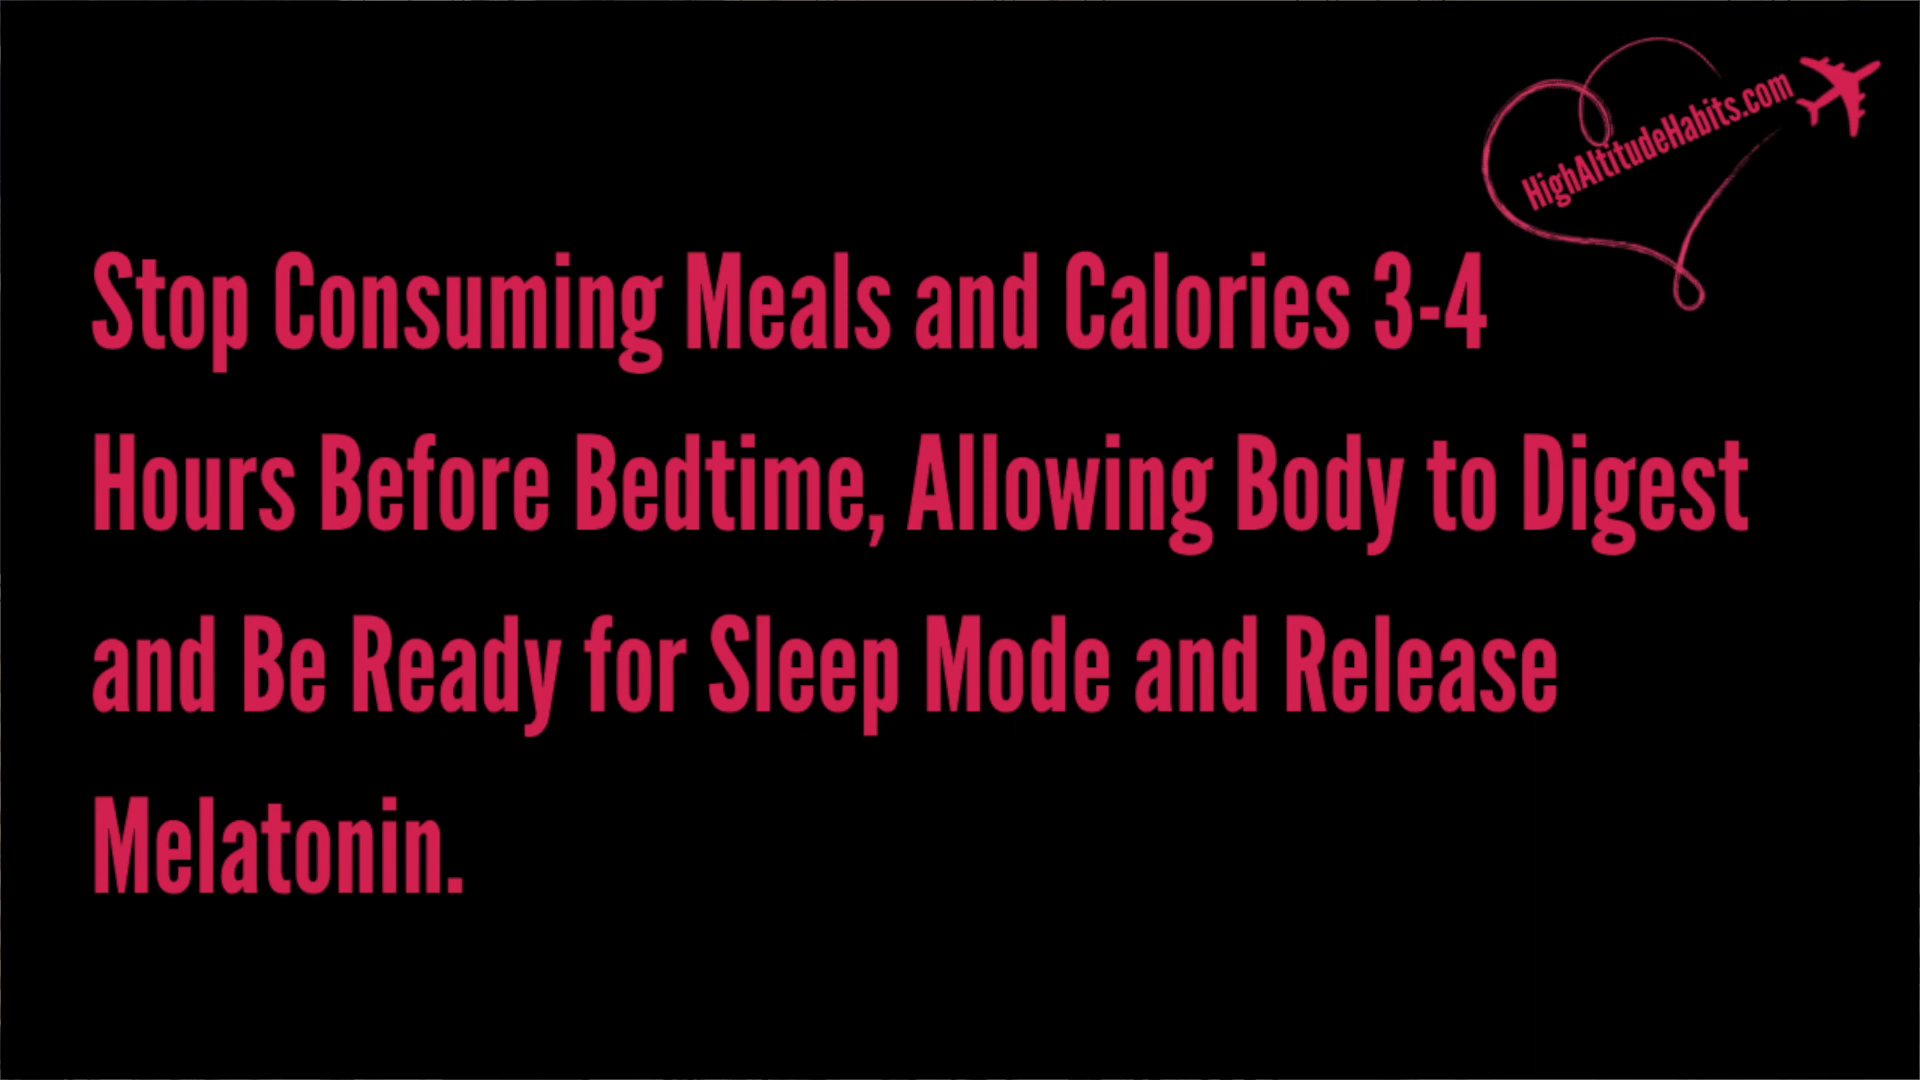 HighAltitudeHabits.com
Stop Consuming Meals and Calories 3-4
Hours Before Bedtime, Allowing Body to Digest
and Be Ready for Sleep Mode and Release
Melatonin.